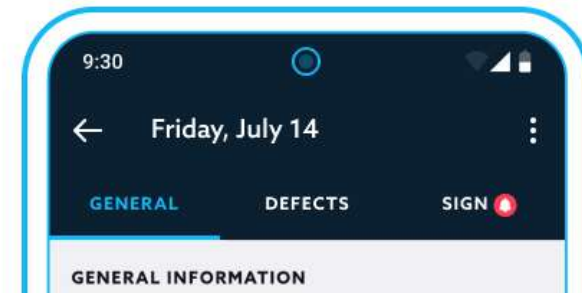 9:30
Friday, July 14
GENERAL DEFECTS SIGN
GENERAL INFORMATION